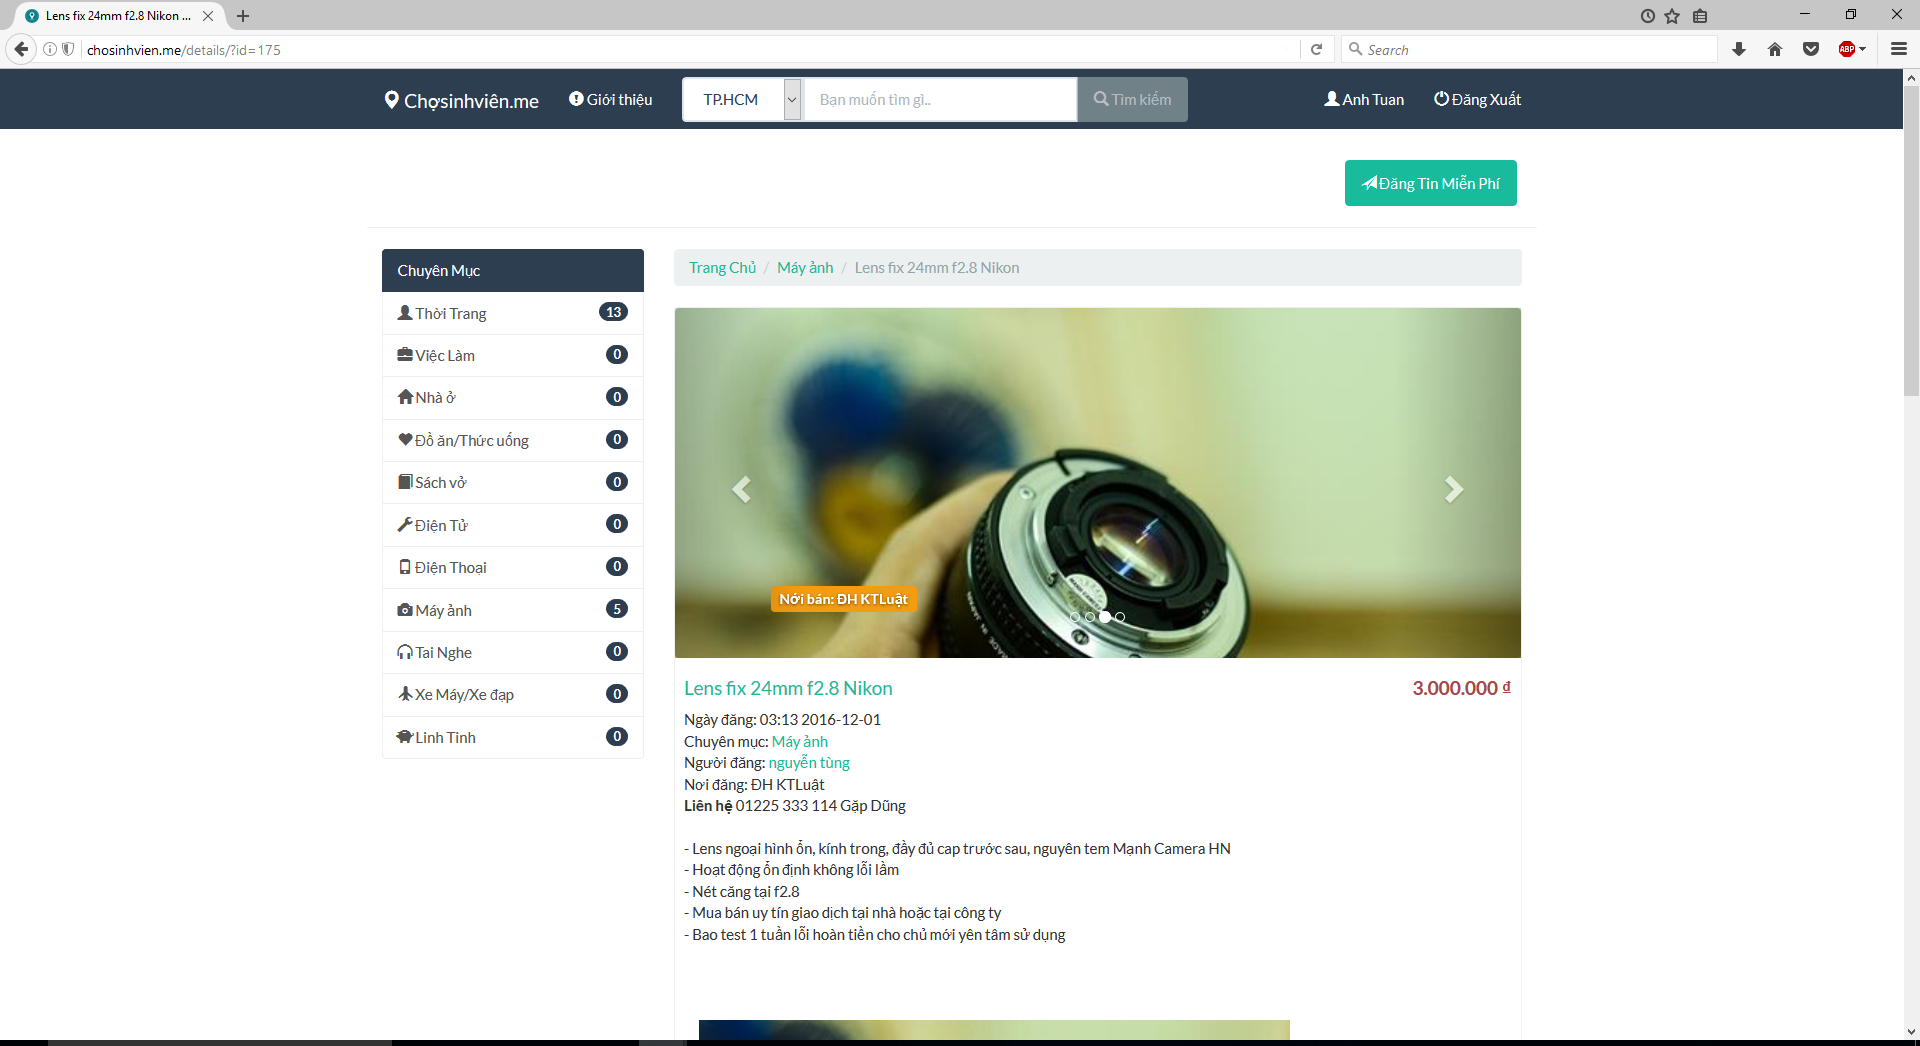 Lens fix 24mm f2.8 Nikon ...
chosinhvien.me/details/?id=175
Search
ABP
Chợsinhviên.me
Giới thiệu
TP.HCM
Bạn muốn tìm gì..
Tìm kiếm
Anh Tuan
Đăng Xuất
Đăng Tin Miễn Phí
Chuyên Mục
Thời Trang 13
Việc Làm 0
Nhà ở 0
Đồ ăn/Thức uống 0
Sách vở 0
Điện Tử 0
Điện Thoại 0
Máy ảnh 5
Tai Nghe 0
Xe Máy/Xe đạp 0
Linh Tinh 0
Trang Chủ / Máy ảnh / Lens fix 24mm f2.8 Nikon
Nơi bán: ĐH KTLuật
MADE IN JAPAN
Lens fix 24mm f2.8 Nikon
3.000.000 đ
Ngày đăng: 03:13 2016-12-01
Chuyên mục: Máy ảnh
Người đăng: nguyễn tùng
Nơi đăng: ĐH KTLuật
Liên hệ 01225 333 114 Gặp Dũng
- Lens ngoại hình ổn, kính trong, đầy đủ cap trước sau, nguyên tem Mạnh Camera HN
- Hoạt động ổn định không lỗi lầm
- Nét căng tại f2.8
- Mua bán uy tín giao dịch tại nhà hoặc tại công ty
- Bao test 1 tuần lỗi hoàn tiền cho chủ mới yên tâm sử dụng